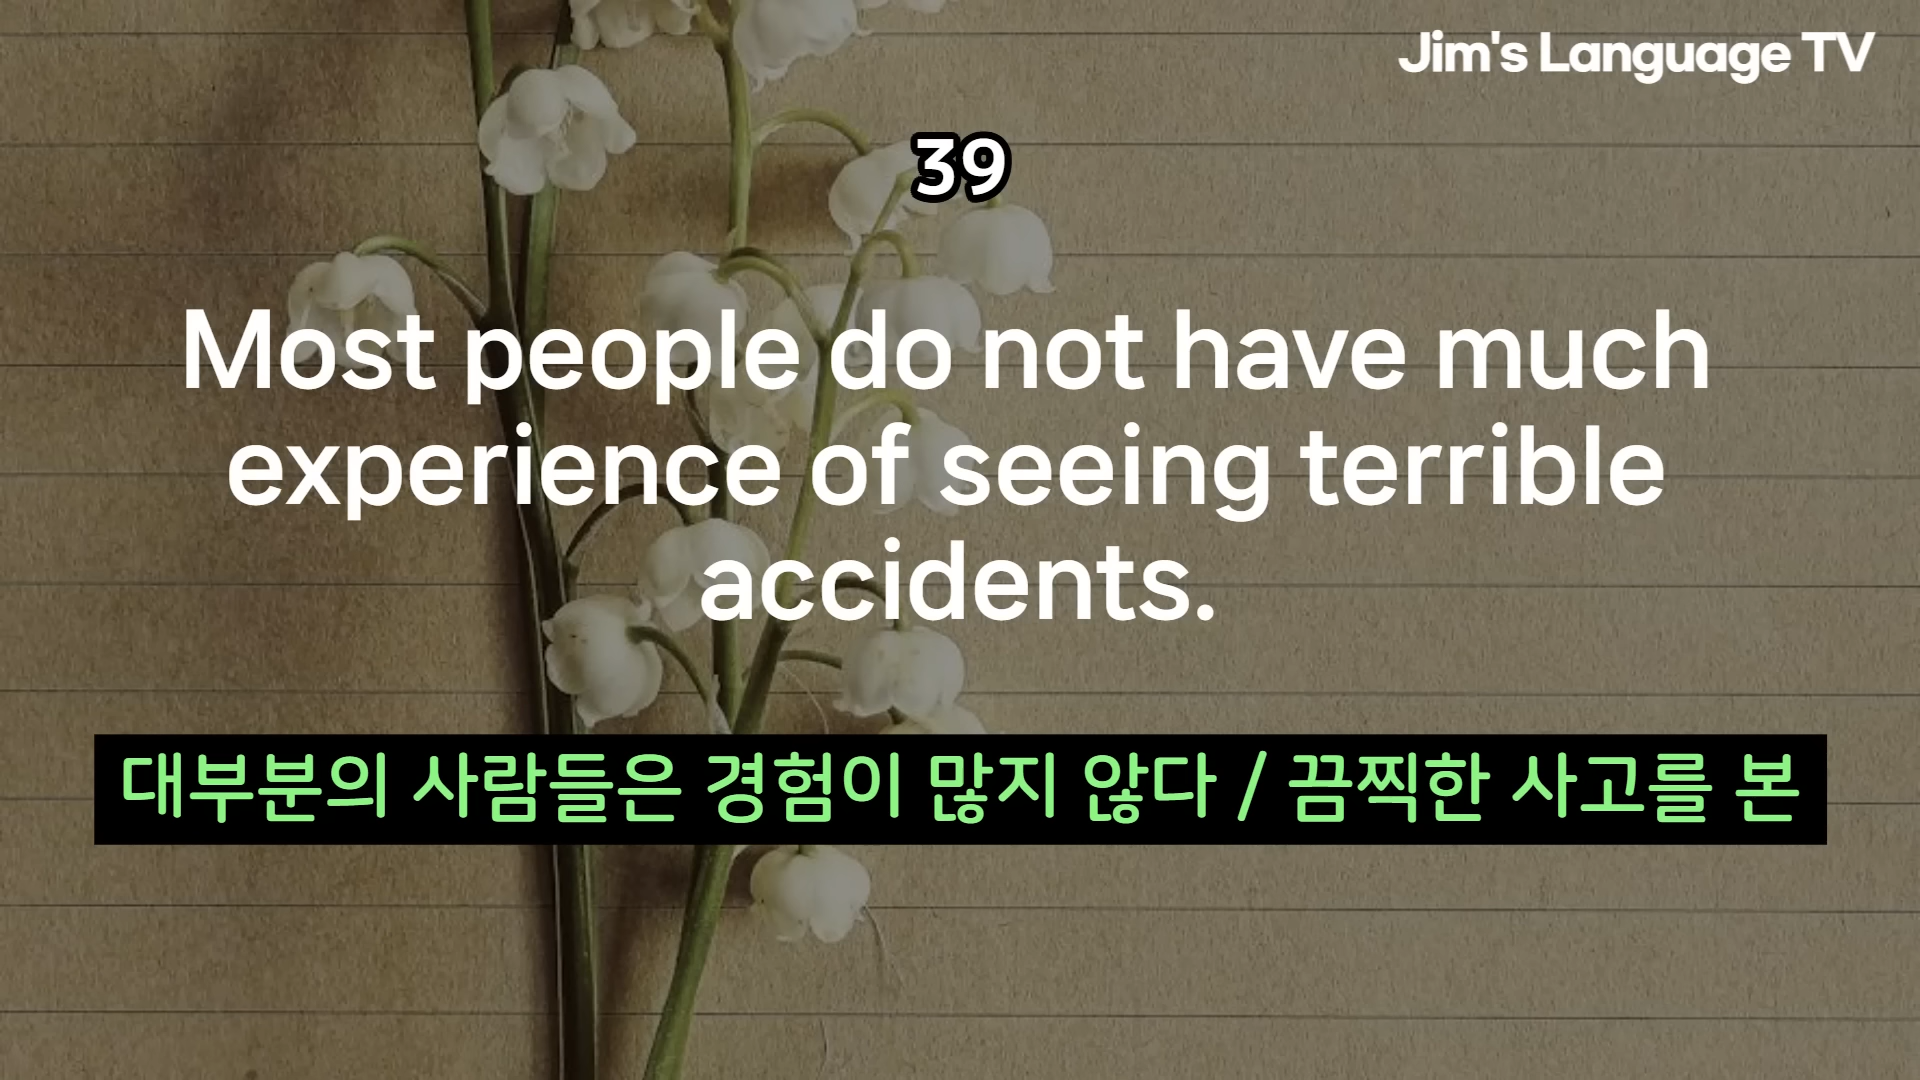 Jim's Language TV
39
Most people do not have much
experience of seeing terrible
accidents.
대부분의 사람들은 경험이 많지 않다 / 끔찍한 사고를 본